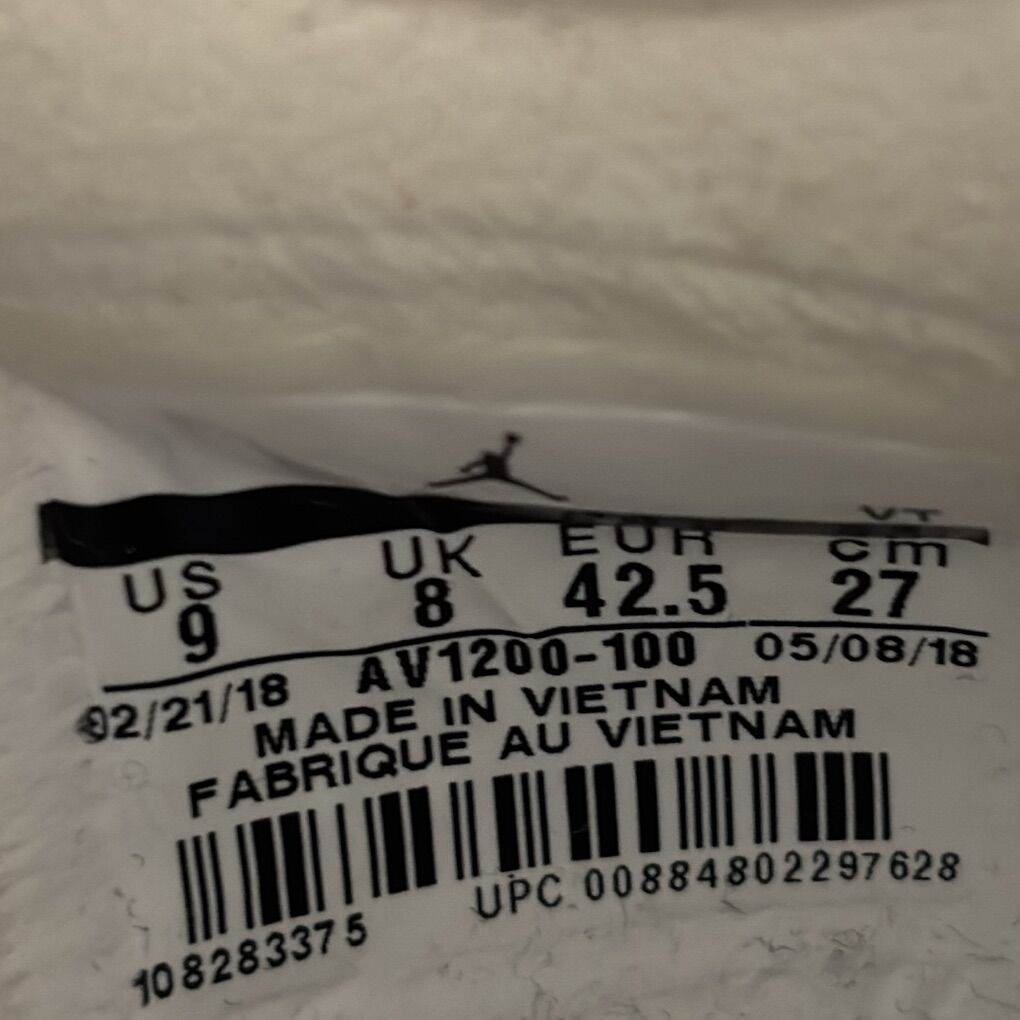 VT
US UK EUR cm
9 8 42.5 27
02/21/18 AV1200-100 05/08/18
MADE IN VIETNAM
FABRIQUE AU VIETNAM
UPC 00884802297628
108283375